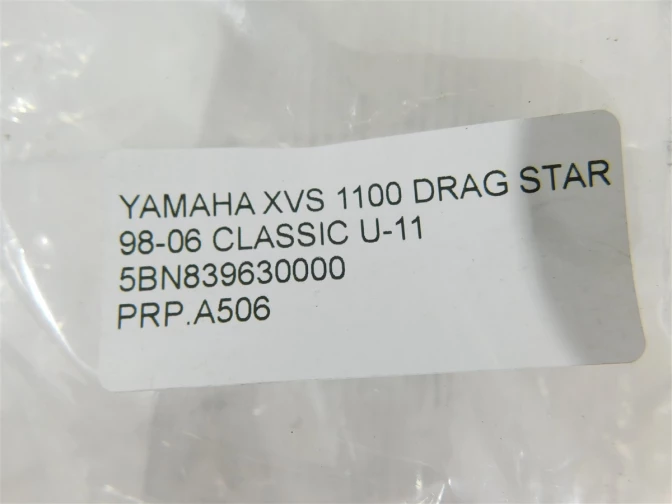 YAMAHA XVS 1100 DRAG STAR
98-06 CLASSIC U-11
5BN839630000
PRP.A506